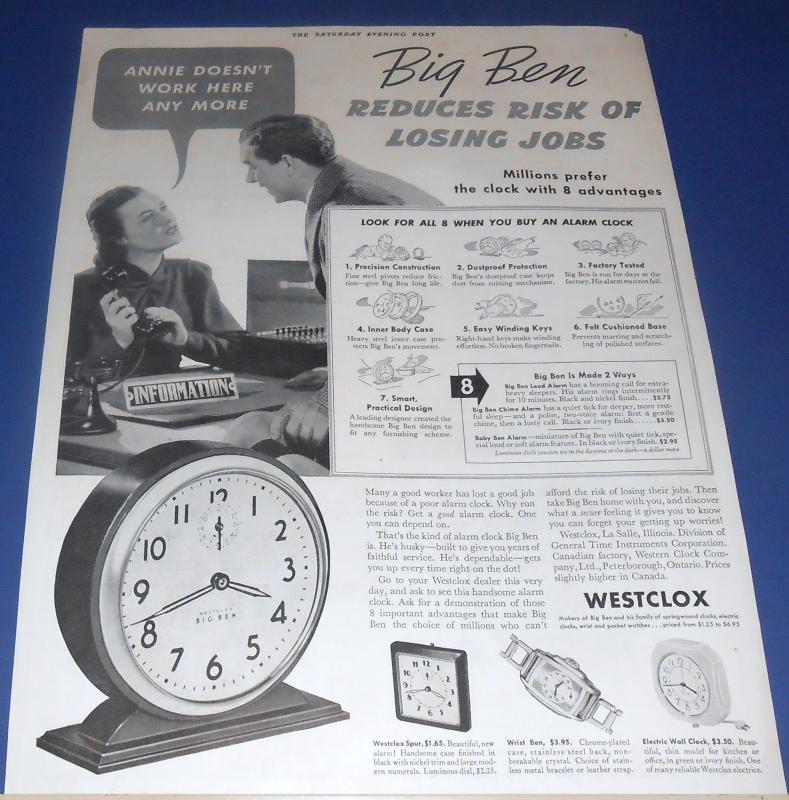 THE SATURDAY EVENING POST
ANNIE DOESN'T
WORK HERE
ANY MORE
Big Ben
REDUCES RISK OF
LOSING JOBS
Millions prefer
the clock with 8 advantages
LOOK FOR ALL 8 WHEN YOU BUY AN ALARM CLOCK
1. Precision Construction
Fine steel pivots reduce fric-
tion—give Big Ben long life.
2. Dustproof Protection
Big Ben's dustproof case keeps
dust from ruining mechanism.
3. Factory Tested
Big Ben is run for days at the
factory. His alarm must not fail.
4. Inner Body Case
Heavy steel inner case pro-
tects Big Ben's movement.
5. Easy Winding Keys
Right-hand keys make winding
effortless. No broken fingernails.
6. Felt Cushioned Base
Prevents marring and scratch-
ing of polished surfaces.
7. Smart,
Practical Design
A leading designer created the
handsome Big Ben design to
fit any furnishing scheme.
8
Big Ben Is Made 2 Ways
Big Ben Loud Alarm has a booming call for extra-
heavy sleepers. His alarm rings intermittently
for 10 minutes. Black and nickel finish....$2.75
Big Ben Chime Alarm has a quiet tick for deeper, more rest-
ful sleep—and a polite, two-voice alarm: first a gentle
chime, then a lusty call. Black or ivory finish......$3.50
Baby Ben Alarm—miniature of Big Ben with quiet tick, spe-
cial loud or soft alarm feature. In black or ivory finish. $2.95
Luminous dials you can see in the daytime or the dark—a dollar more
INFORMATION
12
11
10
9
8
7
6
5
4
3
2
1
WESTCLOX
BIG BEN
Many a good worker has lost a good job
because of a poor alarm clock. Why run
the risk? Get a good alarm clock. One
you can depend on.
That's the kind of alarm clock Big Ben
is. He's husky—built to give you years of
faithful service. He's dependable—gets
you up every time right on the dot!
Go to your Westclox dealer this very
day, and ask to see this handsome alarm
clock. Ask for a demonstration of those
8 important advantages that make Big
Ben the choice of millions who can't
afford the risk of losing their jobs. Then
take Big Ben home with you, and discover
what a secure feeling it gives you to know
you can forget your getting up worries!
Westclox, La Salle, Illinois. Division of
General Time Instruments Corporation.
Canadian factory, Western Clock Com-
pany, Ltd., Peterborough, Ontario. Prices
slightly higher in Canada.
WESTCLOX
Makers of Big Ben and his family of springwound clocks, electric
clocks, wrist and pocket watches...priced from $1.25 to $6.95
Westclox Spur, $1.65. Beautiful, new
alarm! Handsome case finished in
black with nickel trim and large mod-
ern numerals. Luminous dial, $2.25.
Wrist Ben, $3.95. Chrome-plated
case, stainless steel back, non-
breakable crystal. Choice of stain-
less metal bracelet or leather strap.
Electric Wall Clock, $3.50. Beau-
tiful, thin model for kitchen or
office, in green or ivory finish. One
of many reliable Westclox electrics.